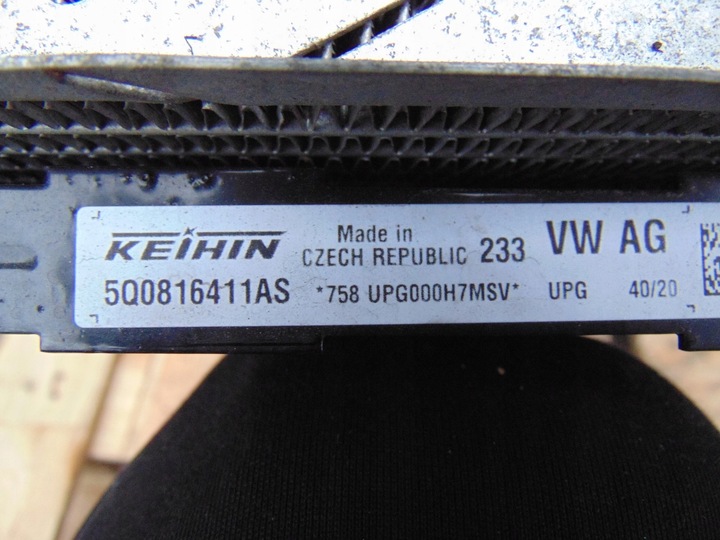 KEIHIN Made in CZECH REPUBLIC 233 VW AG
5Q0816411AS *758 UPG000H7MSV* UPG 40/20